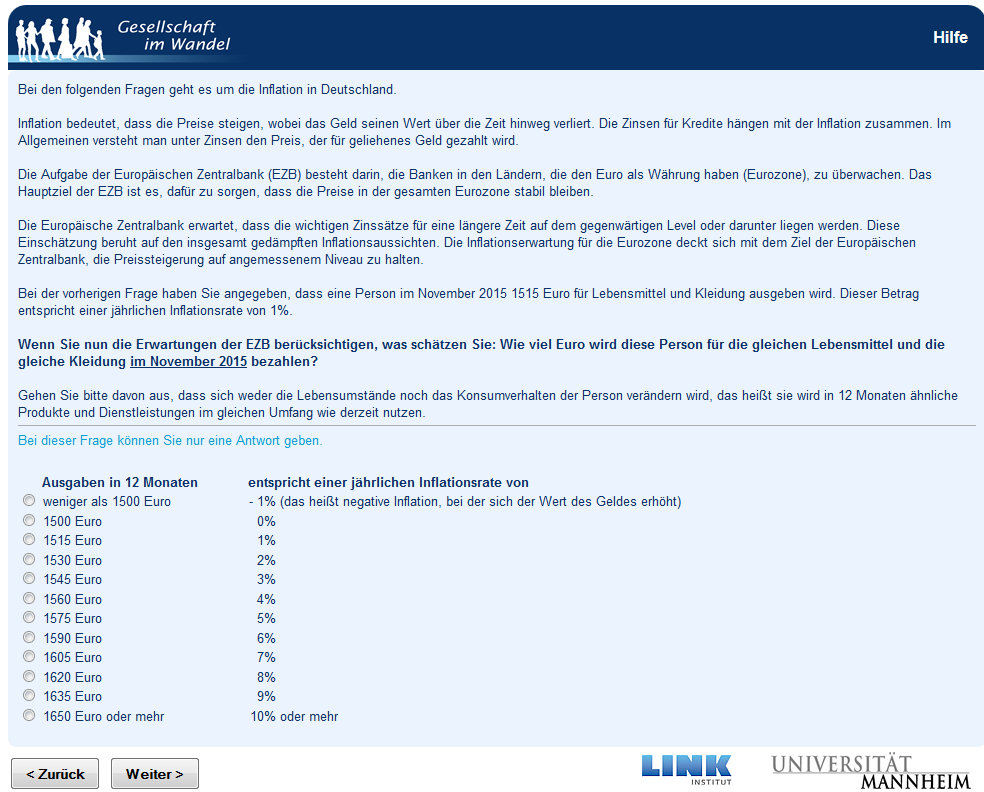 Gesellschaft
im Wandel
Hilfe
Bei den folgenden Fragen geht es um die Inflation in Deutschland.
Inflation bedeutet, dass die Preise steigen, wobei das Geld seinen Wert über die Zeit hinweg verliert. Die Zinsen für Kredite hängen mit der Inflation zusammen. Im
Allgemeinen versteht man unter Zinsen den Preis, der für geliehenes Geld gezahlt wird.
Die Aufgabe der Europäischen Zentralbank (EZB) besteht darin, die Banken in den Ländern, die den Euro als Währung haben (Eurozone), zu überwachen. Das
Hauptziel der EZB ist es, dafür zu sorgen, dass die Preise in der gesamten Eurozone stabil bleiben.
Die Europäische Zentralbank erwartet, dass die wichtigen Zinssätze für eine längere Zeit auf dem gegenwärtigen Level oder darunter liegen werden. Diese
Einschätzung beruht auf den insgesamt gedämpften Inflationsaussichten. Die Inflationserwartung für die Eurozone deckt sich mit dem Ziel der Europäischen
Zentralbank, die Preissteigerung auf angemessenem Niveau zu halten.
Bei der vorherigen Frage haben Sie angegeben, dass eine Person im November 2015 1515 Euro für Lebensmittel und Kleidung ausgeben wird. Dieser Betrag
entspricht einer jährlichen Inflationsrate von 1%.
Wenn Sie nun die Erwartungen der EZB berücksichtigen, was schätzen Sie: Wie viel Euro wird diese Person für die gleichen Lebensmittel und die
gleiche Kleidung im November 2015 bezahlen?
Gehen Sie bitte davon aus, dass sich weder die Lebensumstände noch das Konsumverhalten der Person verändern wird, das heißt sie wird in 12 Monaten ähnliche
Produkte und Dienstleistungen im gleichen Umfang wie derzeit nutzen.
Bei dieser Frage können Sie nur eine Antwort geben.
Ausgaben in 12 Monaten entspricht einer jährlichen Inflationsrate von
weniger als 1500 Euro - 1% (das heißt negative Inflation, bei der sich der Wert des Geldes erhöht)
1500 Euro 0%
1515 Euro 1%
1530 Euro 2%
1545 Euro 3%
1560 Euro 4%
1575 Euro 5%
1590 Euro 6%
1605 Euro 7%
1620 Euro 8%
1635 Euro 9%
1650 Euro oder mehr 10% oder mehr
< Zurück Weiter >
LINK
INSTITUT
UNIVERSITÄT
MANNHEIM